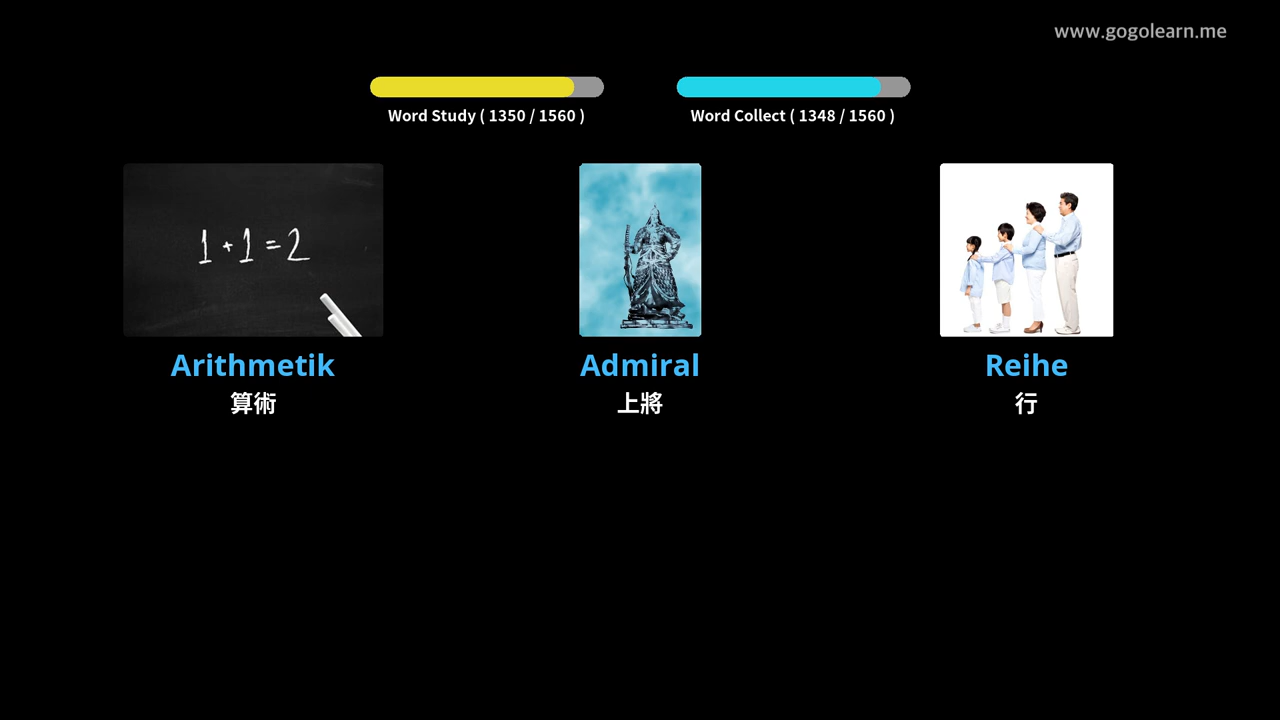 www.gogolearn.me
Word Study ( 1350 / 1560 )
Word Collect ( 1348 / 1560 )
1 + 1 = 2
Arithmetik
算術
Admiral
上將
Reihe
行